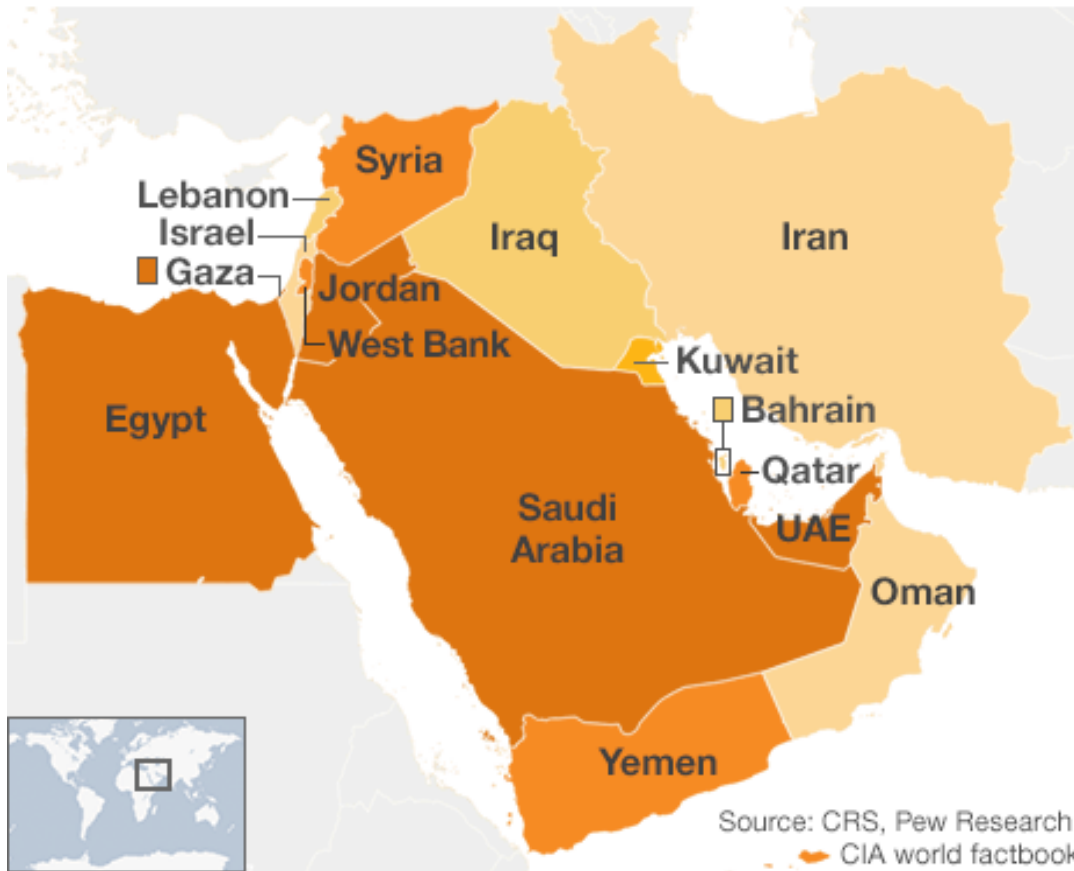 Syria
Lebanon
Israel
Gaza
Iraq
Iran
Jordan
West Bank
Kuwait
Bahrain
Egypt
Qatar
Saudi
Arabia
UAE
Oman
Yemen
Source: CRS, Pew Research
CIA world factbook